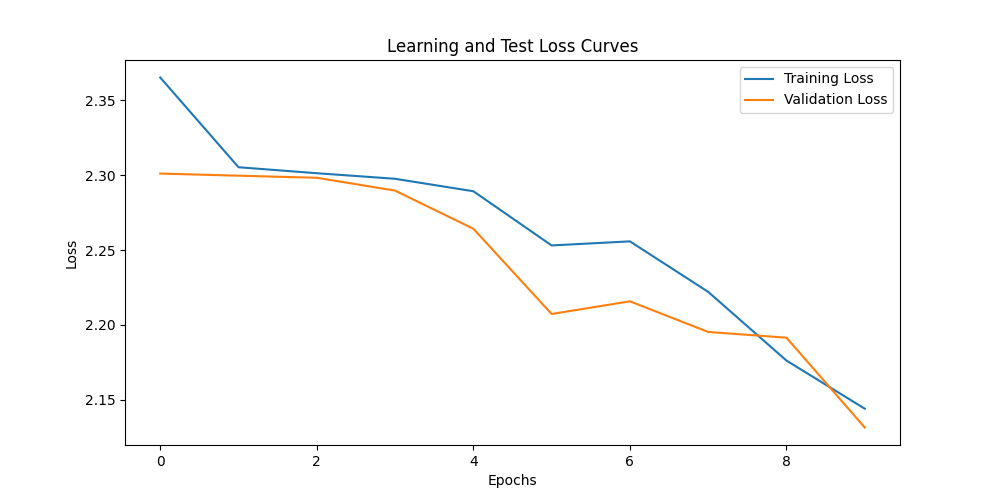 Learning and Test Loss Curves
Training Loss
Validation Loss
2.35
2.30
2.25
2.20
2.15
Loss
0 2 4 6 8
Epochs